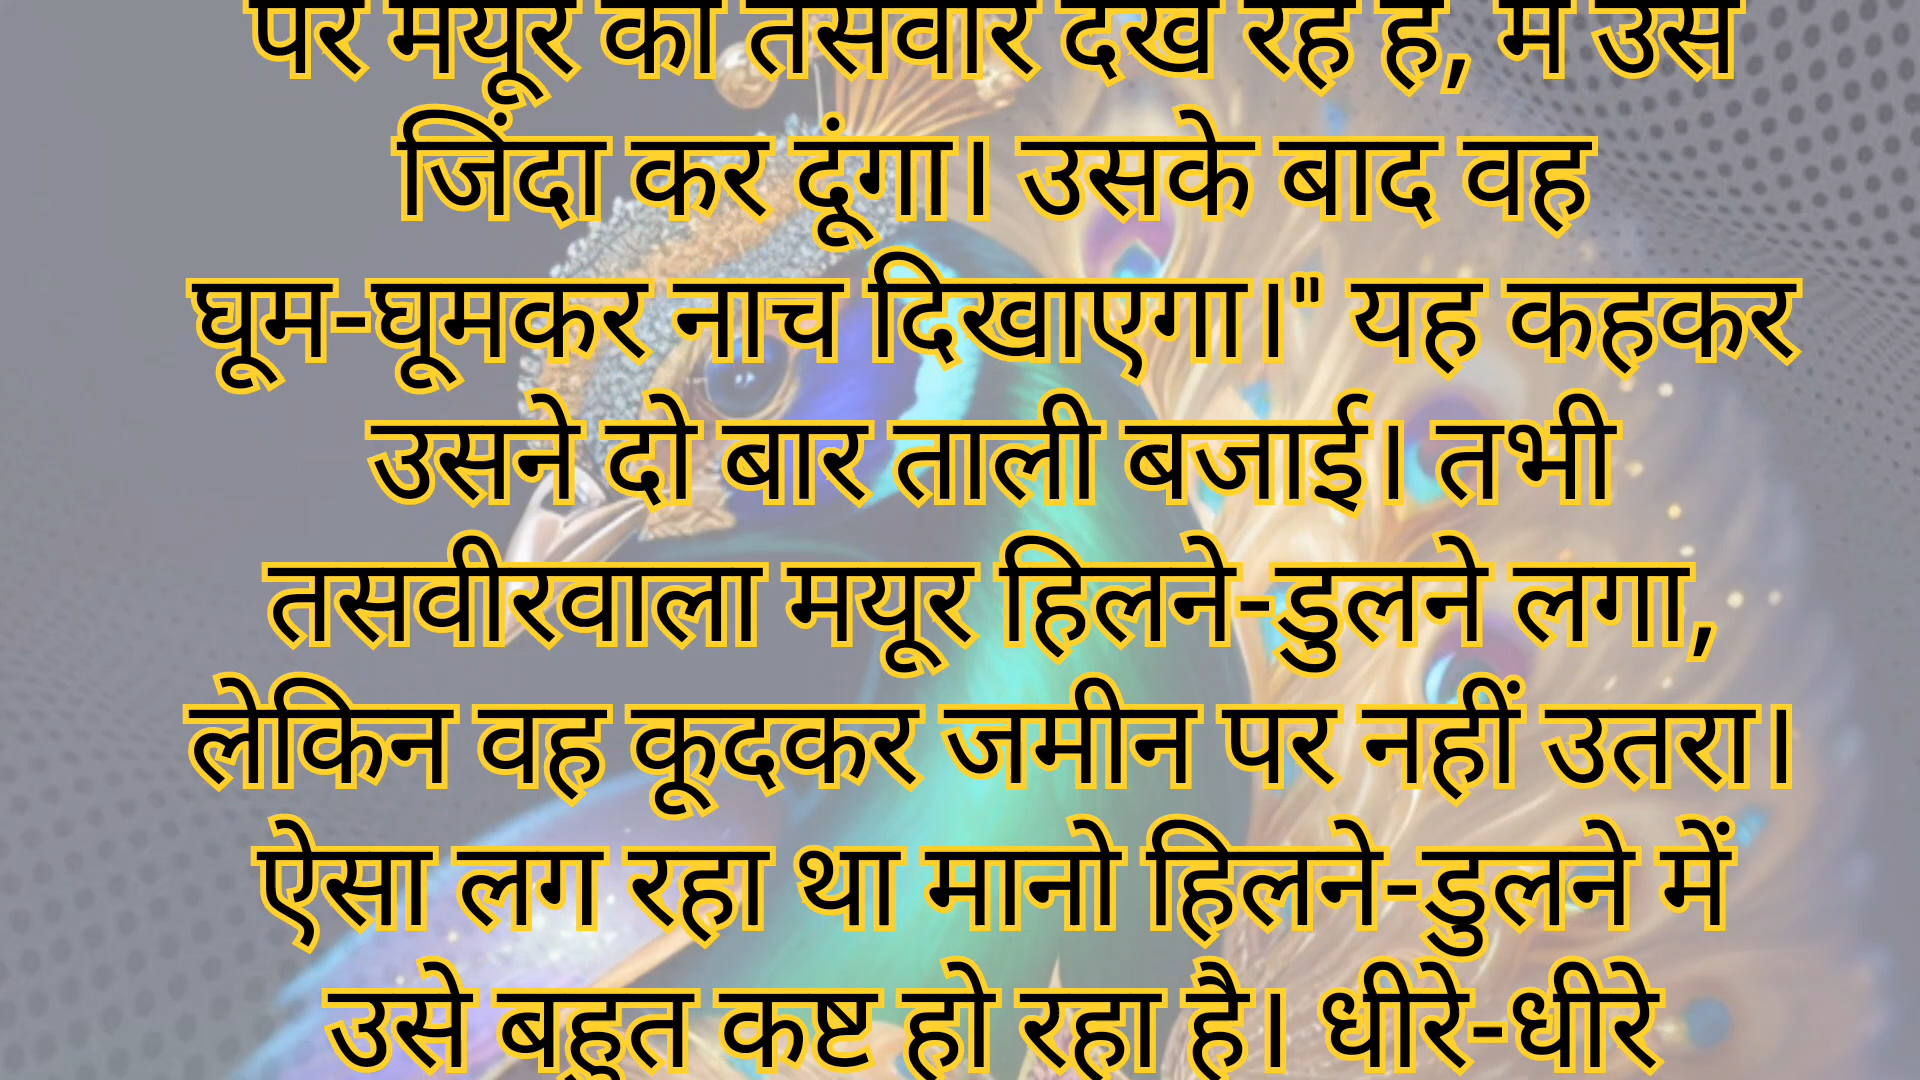 पर मयूर की तसवीर देख रहे हैं, मैं उसे
जिंदा कर दूंगा। उसके बाद वह
घूम-घूमकर नाच दिखाएगा।" यह कहकर
उसने दो बार ताली बजाई। तभी
तसवीरवाला मयूर हिलने-डुलने लगा,
लेकिन वह कूदकर जमीन पर नहीं उतरा।
ऐसा लग रहा था मानो हिलने-डुलने में
उसे बहुत कष्ट हो रहा है। धीरे-धीरे